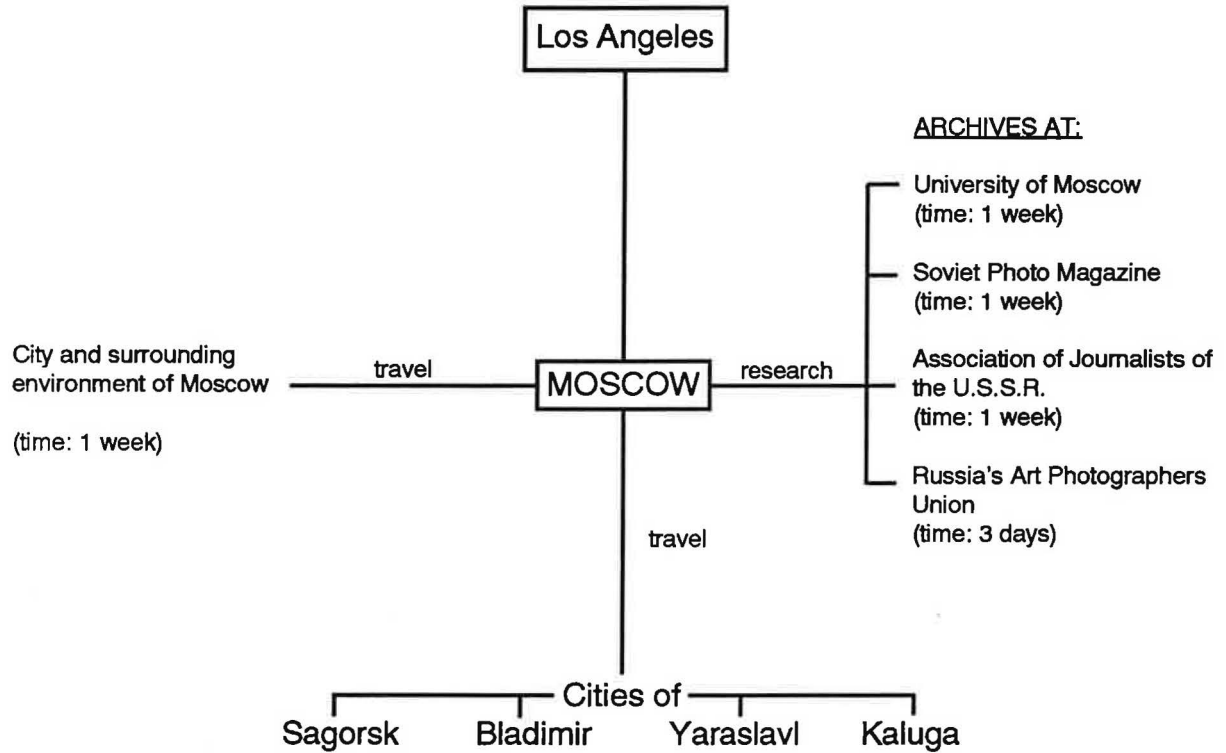 Los Angeles
ARCHIVES AT:
University of Moscow
(time: 1 week)
Soviet Photo Magazine
(time: 1 week)
City and surrounding
environment of Moscow
(time: 1 week)
travel
MOSCOW
research
Association of Journalists of
the U.S.S.R.
(time: 1 week)
Russia's Art Photographers
Union
(time: 3 days)
travel
Cities of
Sagorsk
Bladimir
Yaraslavl
Kaluga